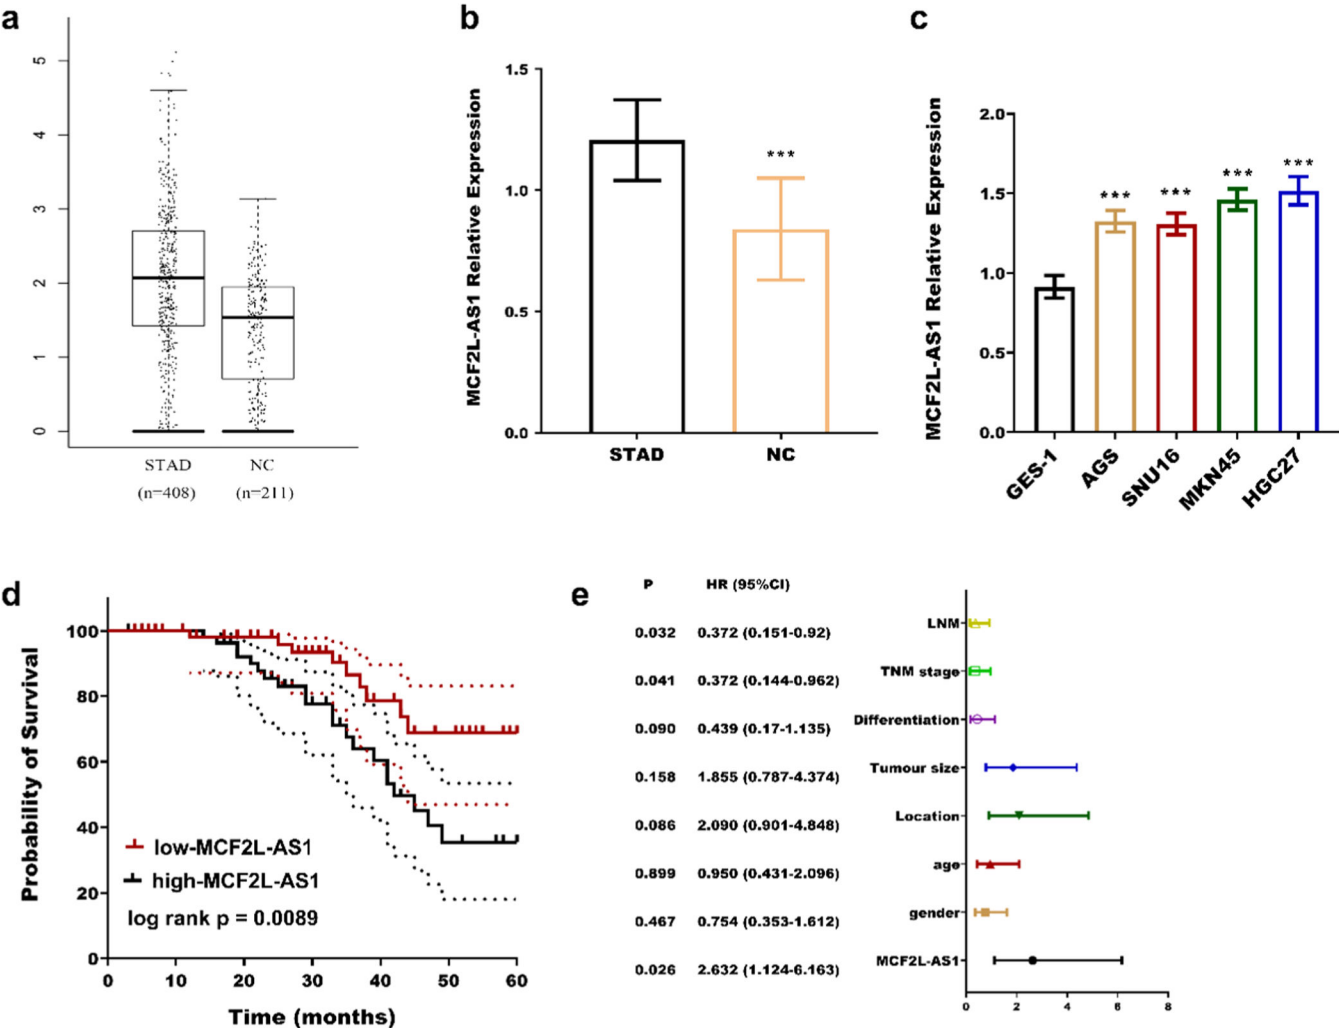 a
5
4
3
2
1
0
STAD
NC
(n=408)
(n=211)
b
MCF2L-AS1 Relative Expression
1.5
1.0
0.5
0.0
***
STAD
NC
c
MCF2L-AS1 Relative Expression
2.0
1.5
1.0
0.5
0.0
***
***
***
***
GES-1
AGS
SNU16
MKN45
HGC27
d
Probability of Survival
100
80
60
40
20
0
low-MCF2L-AS1
high-MCF2L-AS1
log rank p = 0.0089
0 10 20 30 40 50 60
Time (months)
e
P HR (95%CI)
0.032 0.372 (0.151-0.92) LNM
0.041 0.372 (0.144-0.962) TNM stage
0.090 0.439 (0.17-1.135) Differentiation
0.158 1.855 (0.787-4.374) Tumour size
0.086 2.090 (0.901-4.848) Location
0.899 0.950 (0.431-2.096) age
0.467 0.754 (0.353-1.612) gender
0.026 2.632 (1.124-6.163) MCF2L-AS1
0 2 4 6 8